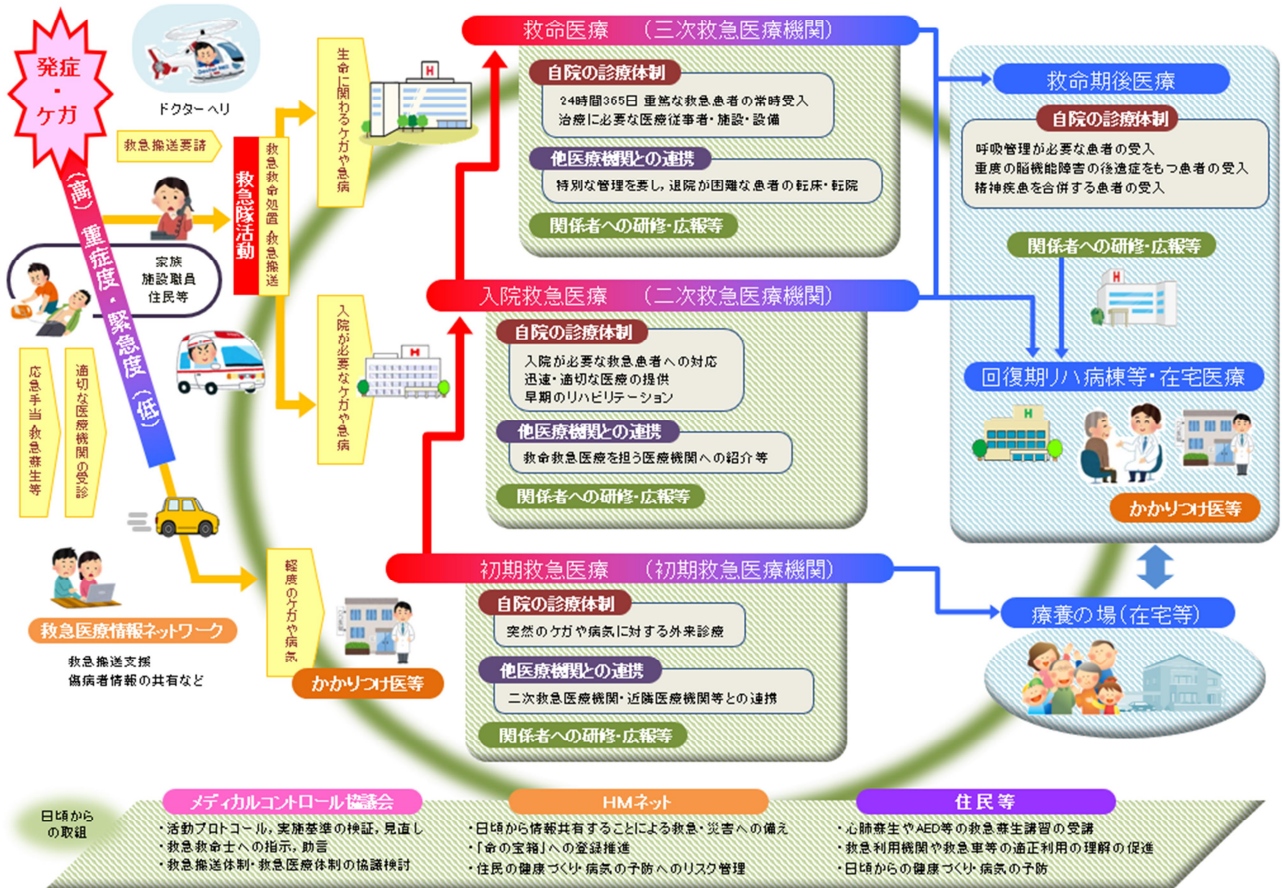 発症
・
ケガ
ドクターヘリ
救急搬送要請
(高) 重症度・緊急度 (低)
家族
施設職員
住民等
救急隊活動
救急救命処置・救急搬送
生命に関わるケガや急病
入院が必要なケガや急病
応急手当・救急蘇生等
適切な医療機関の受診
軽度のケガや病気
かかりつけ医等
救急医療情報ネットワーク
救急搬送支援
傷病者情報の共有など
救命医療 (三次救急医療機関)
自院の診療体制
24時間365日 重篤な救急患者の常時受入
治療に必要な医療従事者・施設・設備
他医療機関との連携
特別な管理を要し,退院が困難な患者の転床・転院
関係者への研修・広報等
入院救急医療 (二次救急医療機関)
自院の診療体制
入院が必要な救急患者への対応
迅速・適切な医療の提供
早期のリハビリテーション
他医療機関との連携
救命救急医療を担う医療機関への紹介等
関係者への研修・広報等
初期救急医療 (初期救急医療機関)
自院の診療体制
突然のケガや病気に対する外来診療
他医療機関との連携
二次救急医療機関・近隣医療機関等との連携
関係者への研修・広報等
救命期後医療
自院の診療体制
呼吸管理が必要な患者の受入
重度の脳機能障害の後遺症をもつ患者の受入
精神疾患を合併する患者の受入
関係者への研修・広報等
H
H
H
H
回復期リハ病棟等・在宅医療
かかりつけ医等
療養の場(在宅等)
日頃から
の取組
メディカルコントロール協議会
・活動プロトコール,実施基準の検証,見直し
・救急救命士への指示,助言
・救急搬送体制・救急医療体制の協議検討
HMネット
・日頃から情報共有することによる救急・災害への備え
・「命の宝箱」への登録推進
・住民の健康づくり・病気の予防へのリスク管理
住民等
・心肺蘇生やAED等の救急蘇生講習の受講
・救急利用機関や救急車等の適正利用の理解の促進
・日頃からの健康づくり・病気の予防